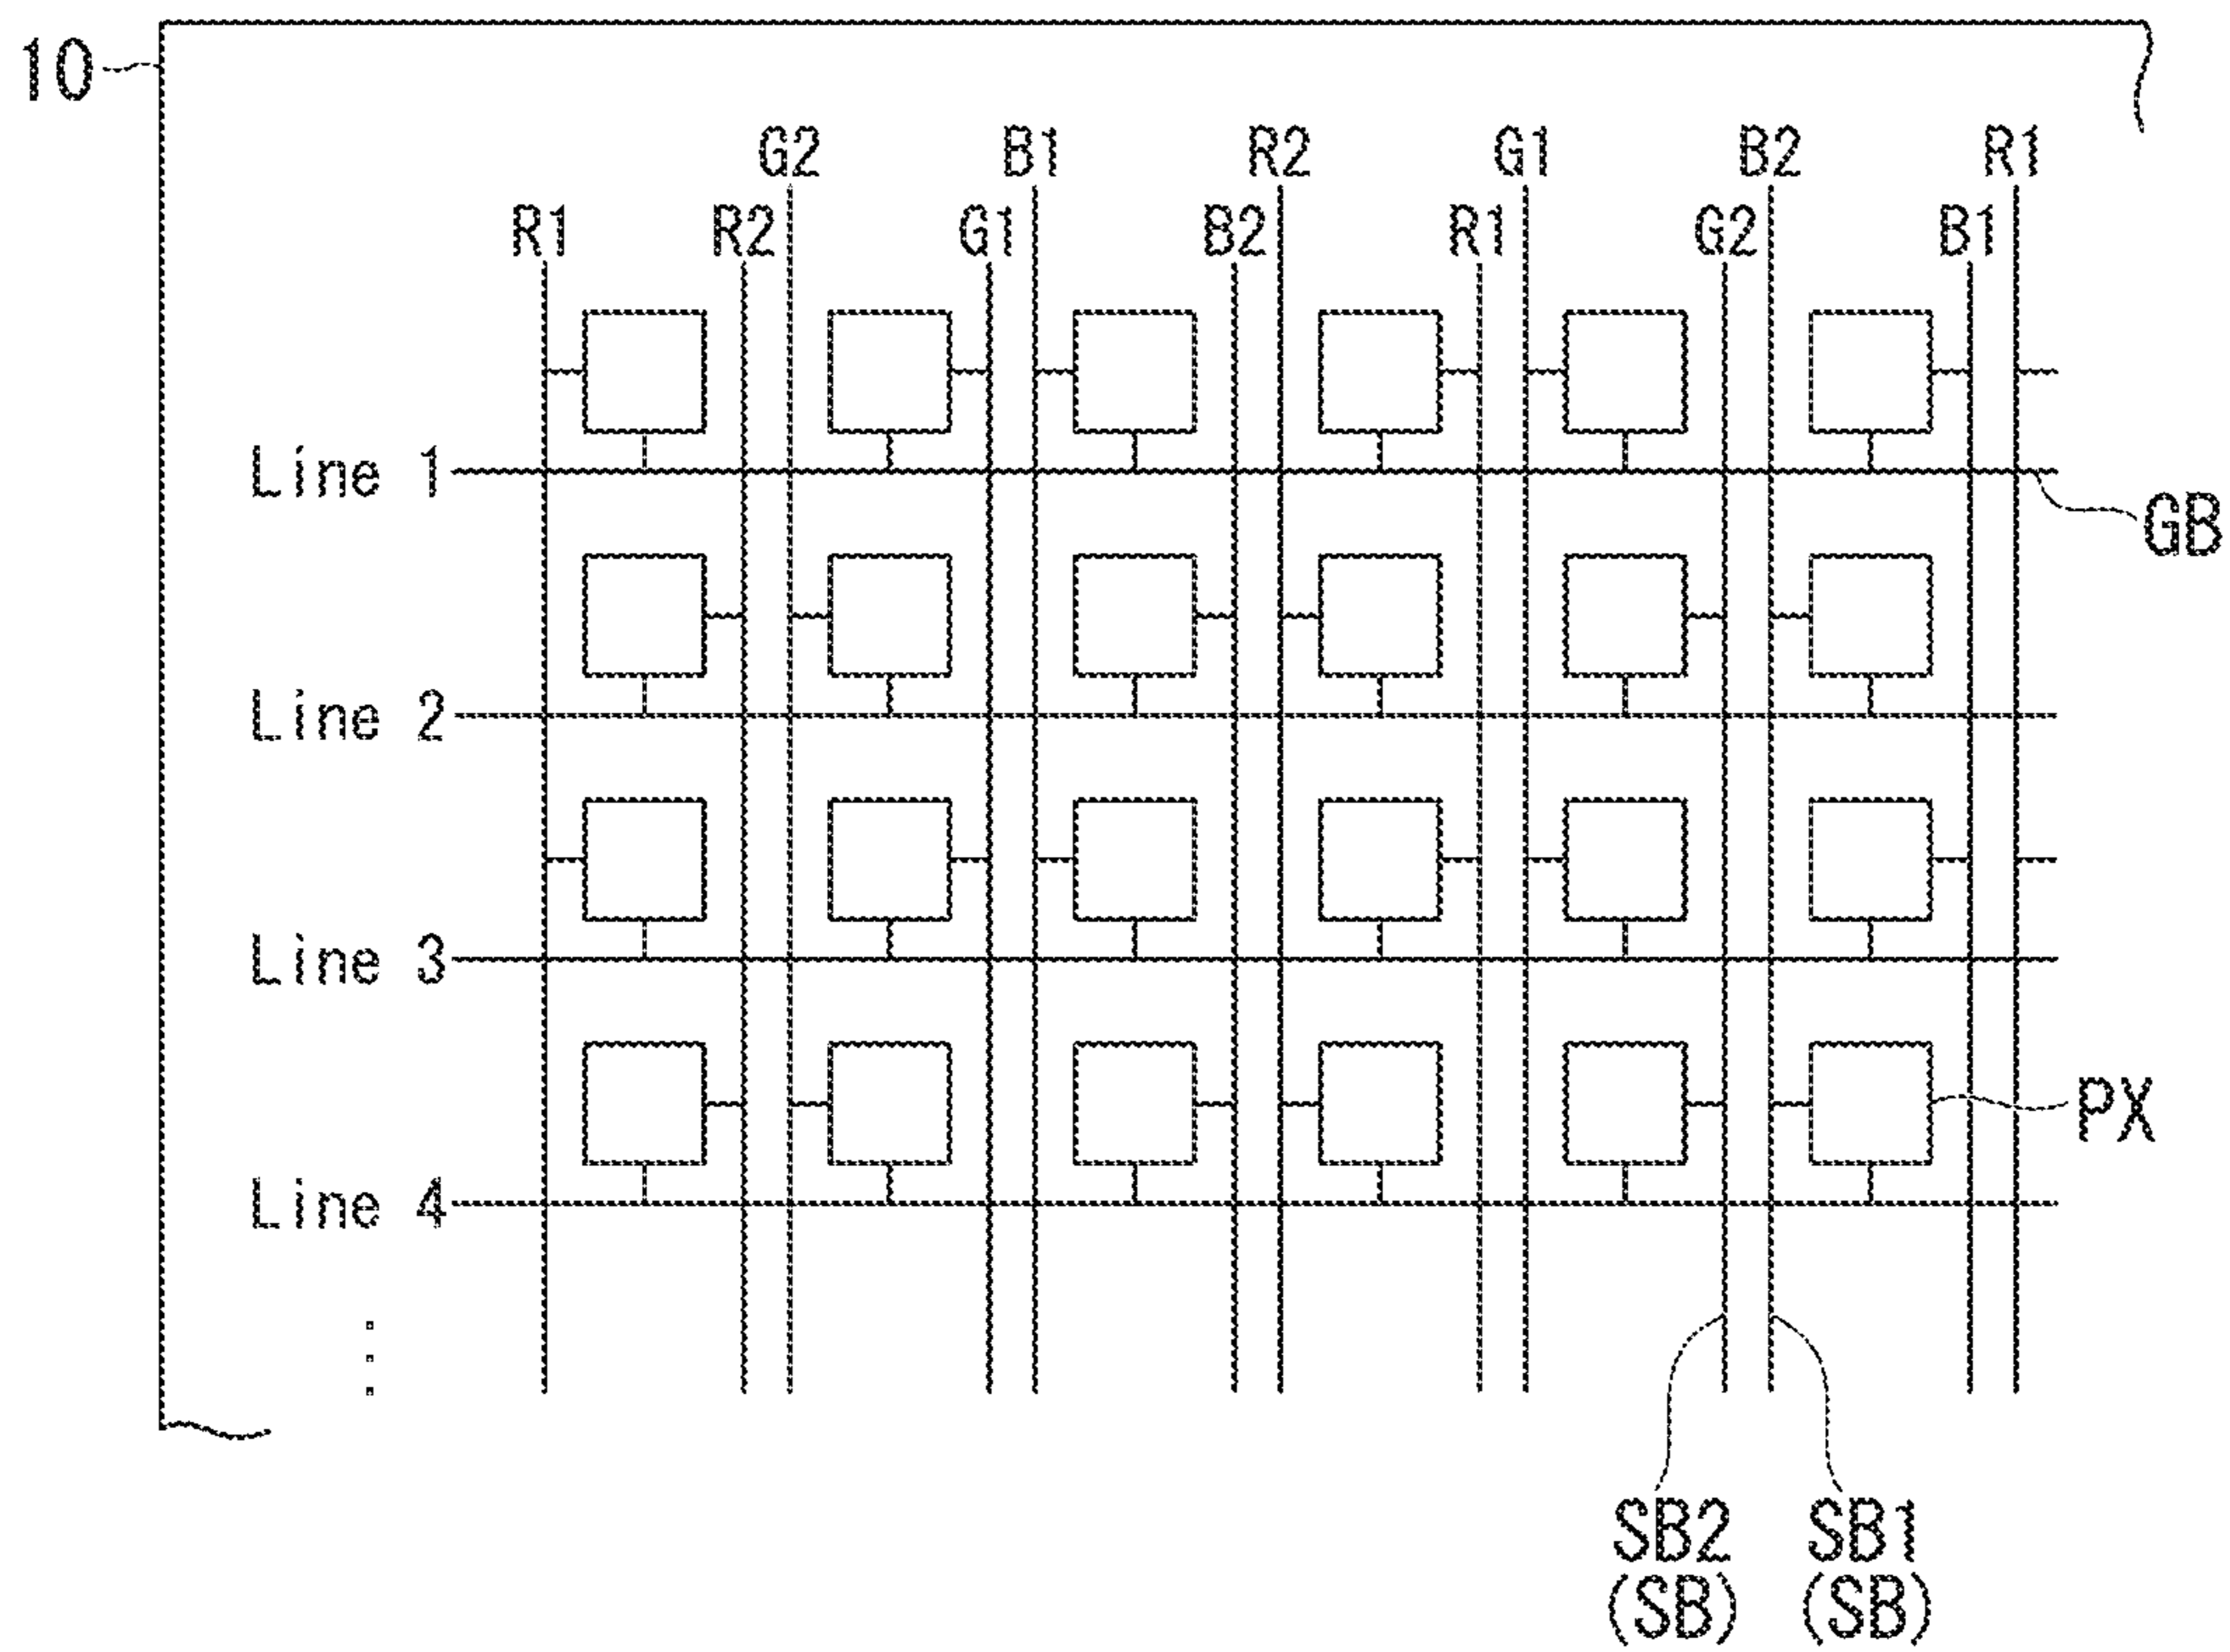 10
G2 B1 R2 G1 B2 R1
R1 R2 G1 B2 R1 G2 B1
Line 1
GB
Line 2
Line 3
PX
Line 4
SB2 SB1
(SB) (SB)